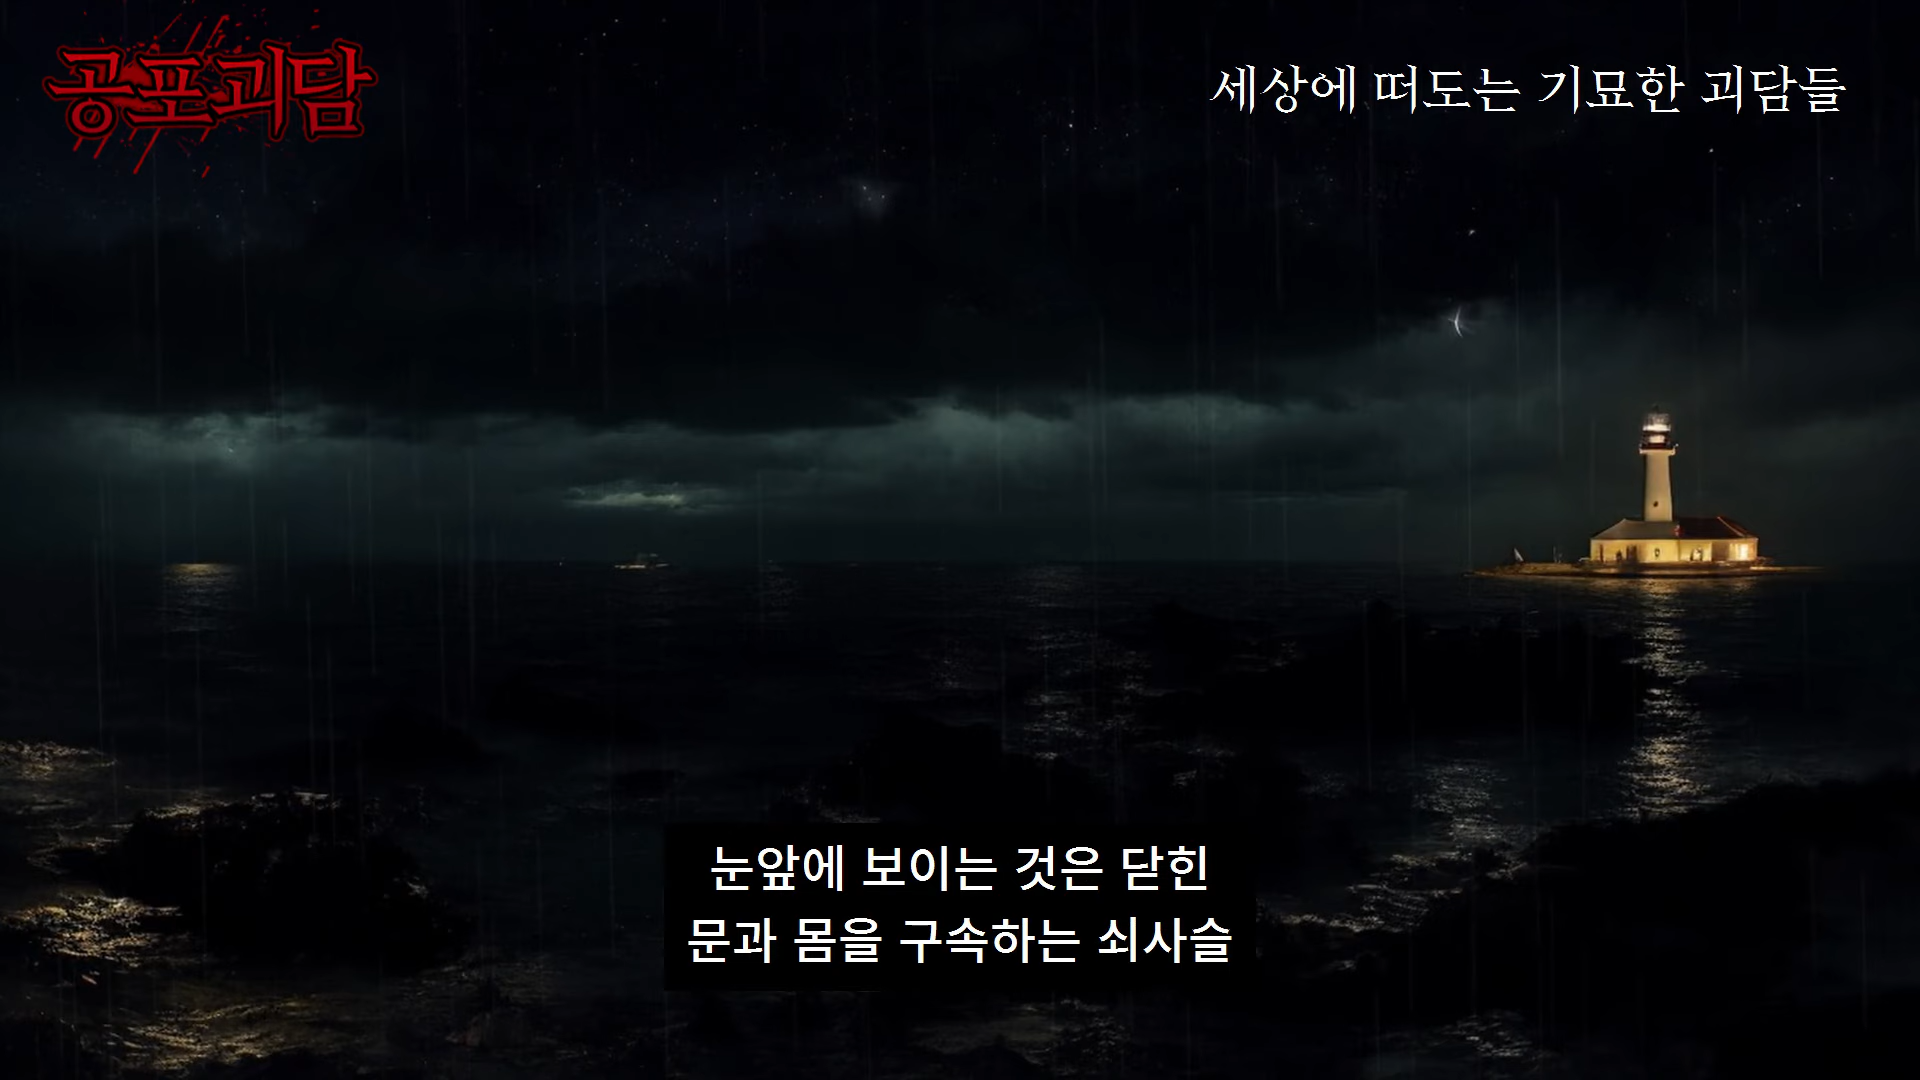 공포괴담
세상에 떠도는 기묘한 괴담들
눈앞에 보이는 것은 닫힌
문과 몸을 구속하는 쇠사슬